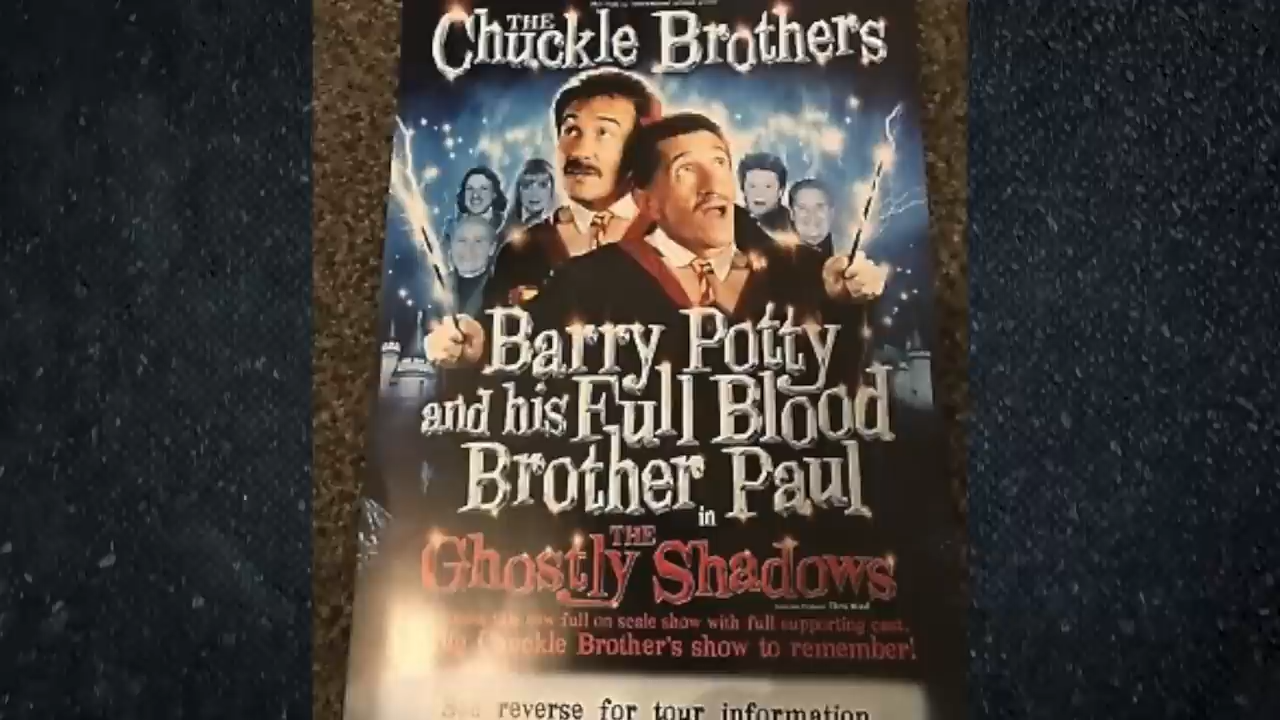 THE
Chuckle Brothers
Barry Potty
and his Full Blood
Brother Paul
in
THE
Ghostly Shadows
full on scale show with full supporting cast.
Chuckle Brother's show to remember!
reverse for tour information